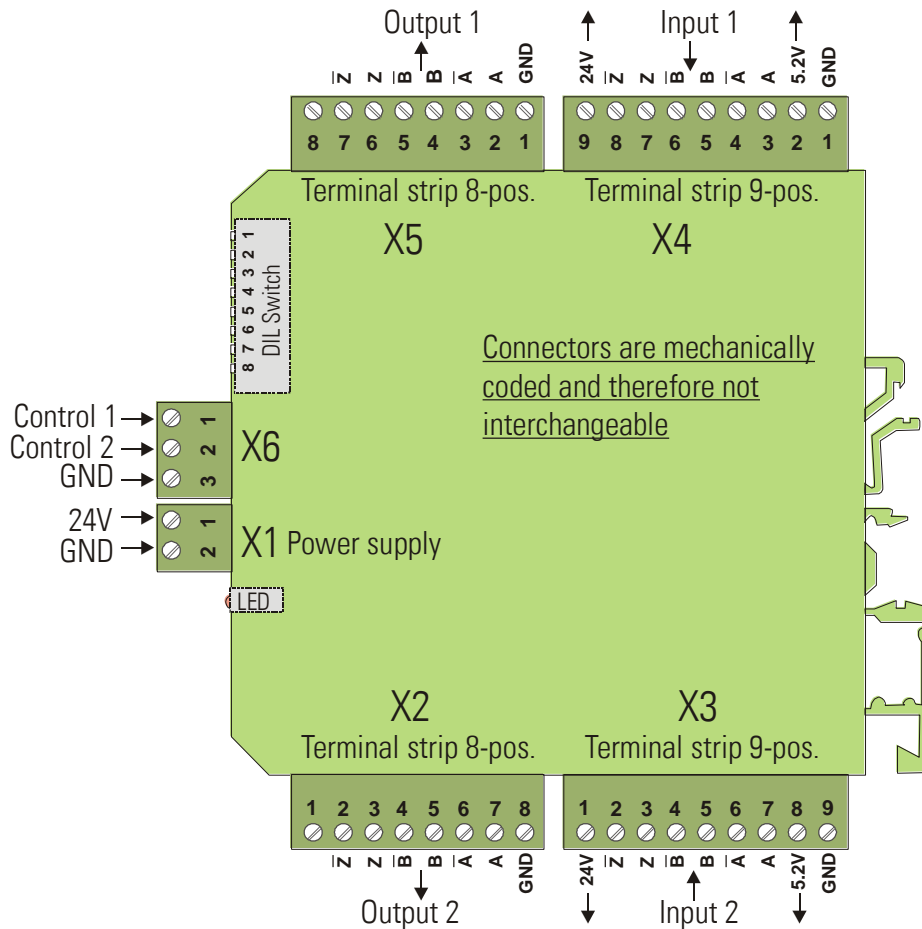 Output 1
Input 1
Z̅ Z B̅ B A̅ A GND
24V Z̅ Z B̅ B A̅ A 5.2V GND
8 7 6 5 4 3 2 1
9 8 7 6 5 4 3 2 1
Terminal strip 8-pos.
Terminal strip 9-pos.
X5
X4
8 7 6 5 4 3 2 1
DIL Switch
Connectors are mechanically
coded and therefore not
interchangeable
Control 1
Control 2
GND
1
2
3
X6
24V
GND
1
2
X1 Power supply
LED
X2
X3
Terminal strip 8-pos.
Terminal strip 9-pos.
1 2 3 4 5 6 7 8
1 2 3 4 5 6 7 8 9
Z̅ Z B̅ B A̅ A GND
24V Z̅ Z B̅ B A̅ A 5.2V GND
Output 2
Input 2